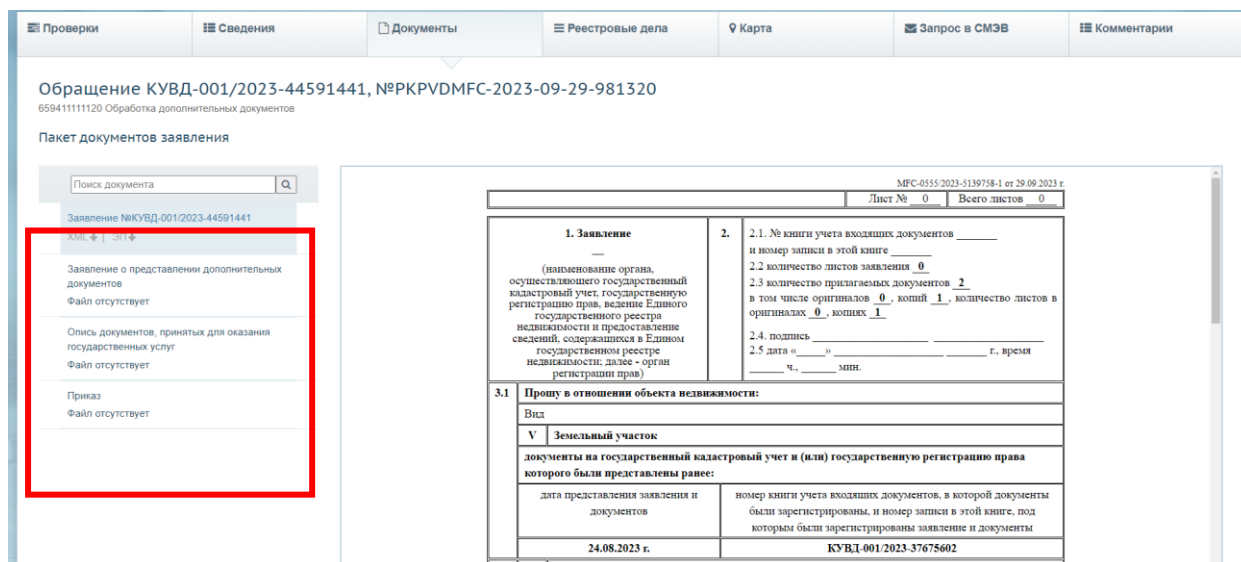 Проверки
Сведения
Документы
Реестровые дела
Карта
Запрос в СМЭВ
Комментарии
Обращение КУВД-001/2023-44591441, №PKPVDMFC-2023-09-29-981320
659411111120 Обработка дополнительных документов
Пакет документов заявления
Поиск документа
Заявление №КУВД-001/2023-44591441
XML | ЭП
Заявление о представлении дополнительных
документов
Файл отсутствует
Опись документов, принятых для оказания
государственных услуг
Файл отсутствует
Приказ
Файл отсутствует
MFC-0555/2023-5139758-1 от 29.09.2023 г.
Лист № 0 Всего листов 0
1. Заявление
—
(наименование органа,
осуществляющего государственный
кадастровый учет, государственную
регистрацию прав, ведение Единого
государственного реестра
недвижимости и предоставление
сведений, содержащихся в Едином
государственном реестре
недвижимости; далее - орган
регистрации прав)
2.
2.1. № книги учета входящих документов _______
и номер записи в этой книге _______
2.2 количество листов заявления 0
2.3 количество прилагаемых документов 2
в том числе оригиналов 0 , копий 1 , количество листов в
оригиналах 0 , копиях 1
2.4. подпись ____________________ ___________________
2.5 дата «_____» ___________________ _______ г., время
______ ч., ______ мин.
3.1 Прошу в отношении объекта недвижимости:
Вид
V Земельный участок
документы на государственный кадастровый учет и (или) государственную регистрацию права
которого были представлены ранее:
дата представления заявления и
документов
номер книги учета входящих документов, в которой документы
были зарегистрированы, и номер записи в этой книге, под
которым были зарегистрированы заявление и документы
24.08.2023 г.
КУВД-001/2023-37675602